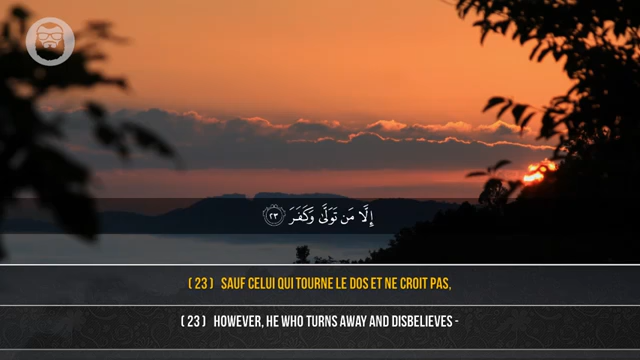 إِلَّا مَن تَوَلَّىٰ وَكَفَرَ ٢٣
( 23 ) SAUF CELUI QUI TOURNE LE DOS ET NE CROIT PAS,
( 23 ) HOWEVER, HE WHO TURNS AWAY AND DISBELIEVES -